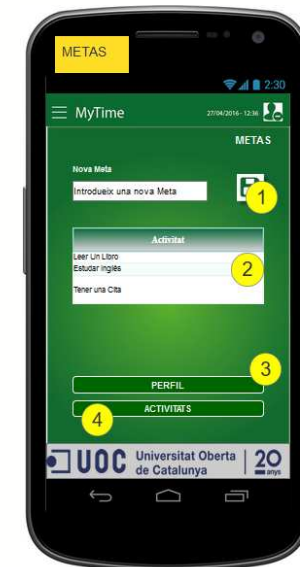 METAS
2:30
MyTime
27/04/2016 - 12:36
METAS
Nova Meta
Introdueix una nova Meta
1
Activitat
Leer Un Libro
Estudar Inglés
2
Tener una Cita
3
PERFIL
ACTIVITATS
4
UOC Universitat Oberta
de Catalunya
20
anys